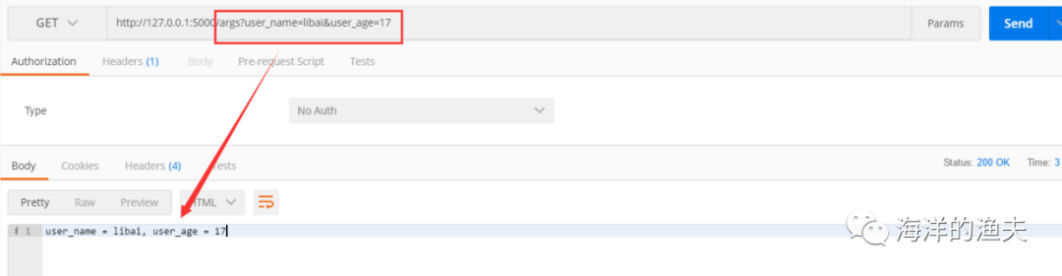 GET http://127.0.0.1:5000/args?user_name=libai&user_age=17 Params Send
Authorization Headers (1) Body Pre-request Script Tests
Type No Auth
Body Cookies Headers (4) Tests Status: 200 OK Time: 3
Pretty Raw Preview HTML
i 1 user_name = libai, user_age = 17
海洋的渔夫